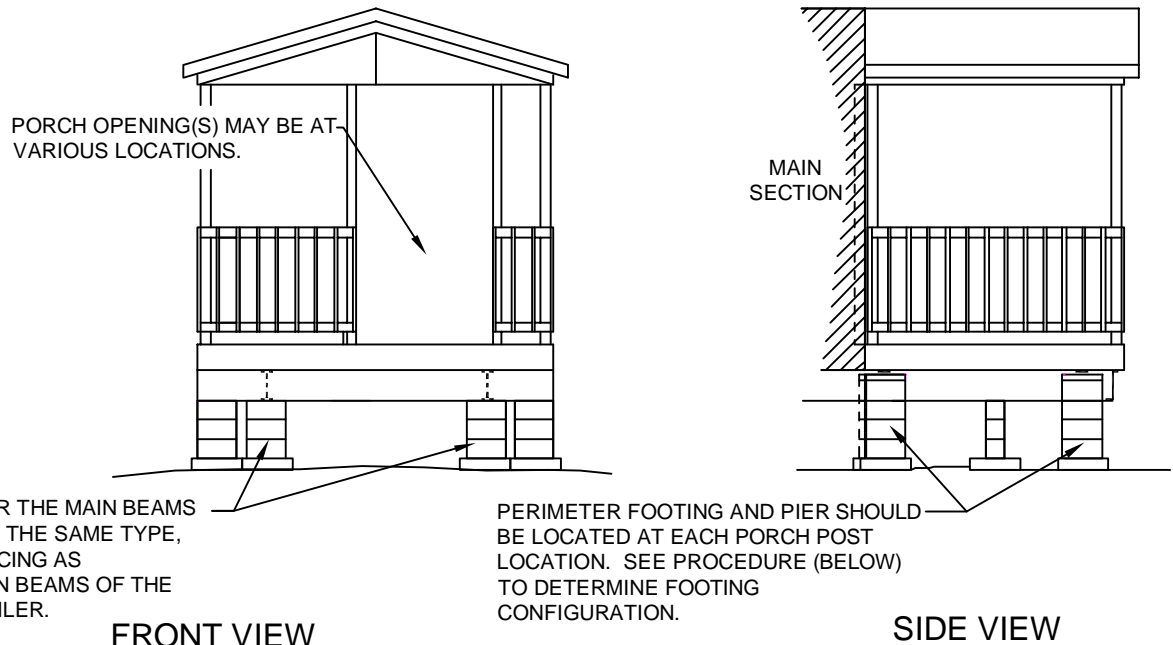 PORCH OPENING(S) MAY BE AT
VARIOUS LOCATIONS.
MAIN
SECTION
R THE MAIN BEAMS
THE SAME TYPE,
CING AS
N BEAMS OF THE
ILER.
FRONT VIEW
PERIMETER FOOTING AND PIER SHOULD
BE LOCATED AT EACH PORCH POST
LOCATION. SEE PROCEDURE (BELOW)
TO DETERMINE FOOTING
CONFIGURATION.
SIDE VIEW